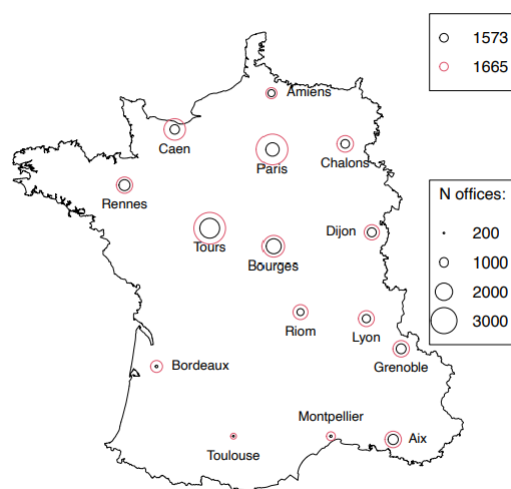 1573
1665
Amiens
Caen
Paris
Chalons
Rennes
N offices:
200
1000
2000
3000
Tours
Bourges
Dijon
Riom
Lyon
Grenoble
Bordeaux
Montpellier
Toulouse
Aix